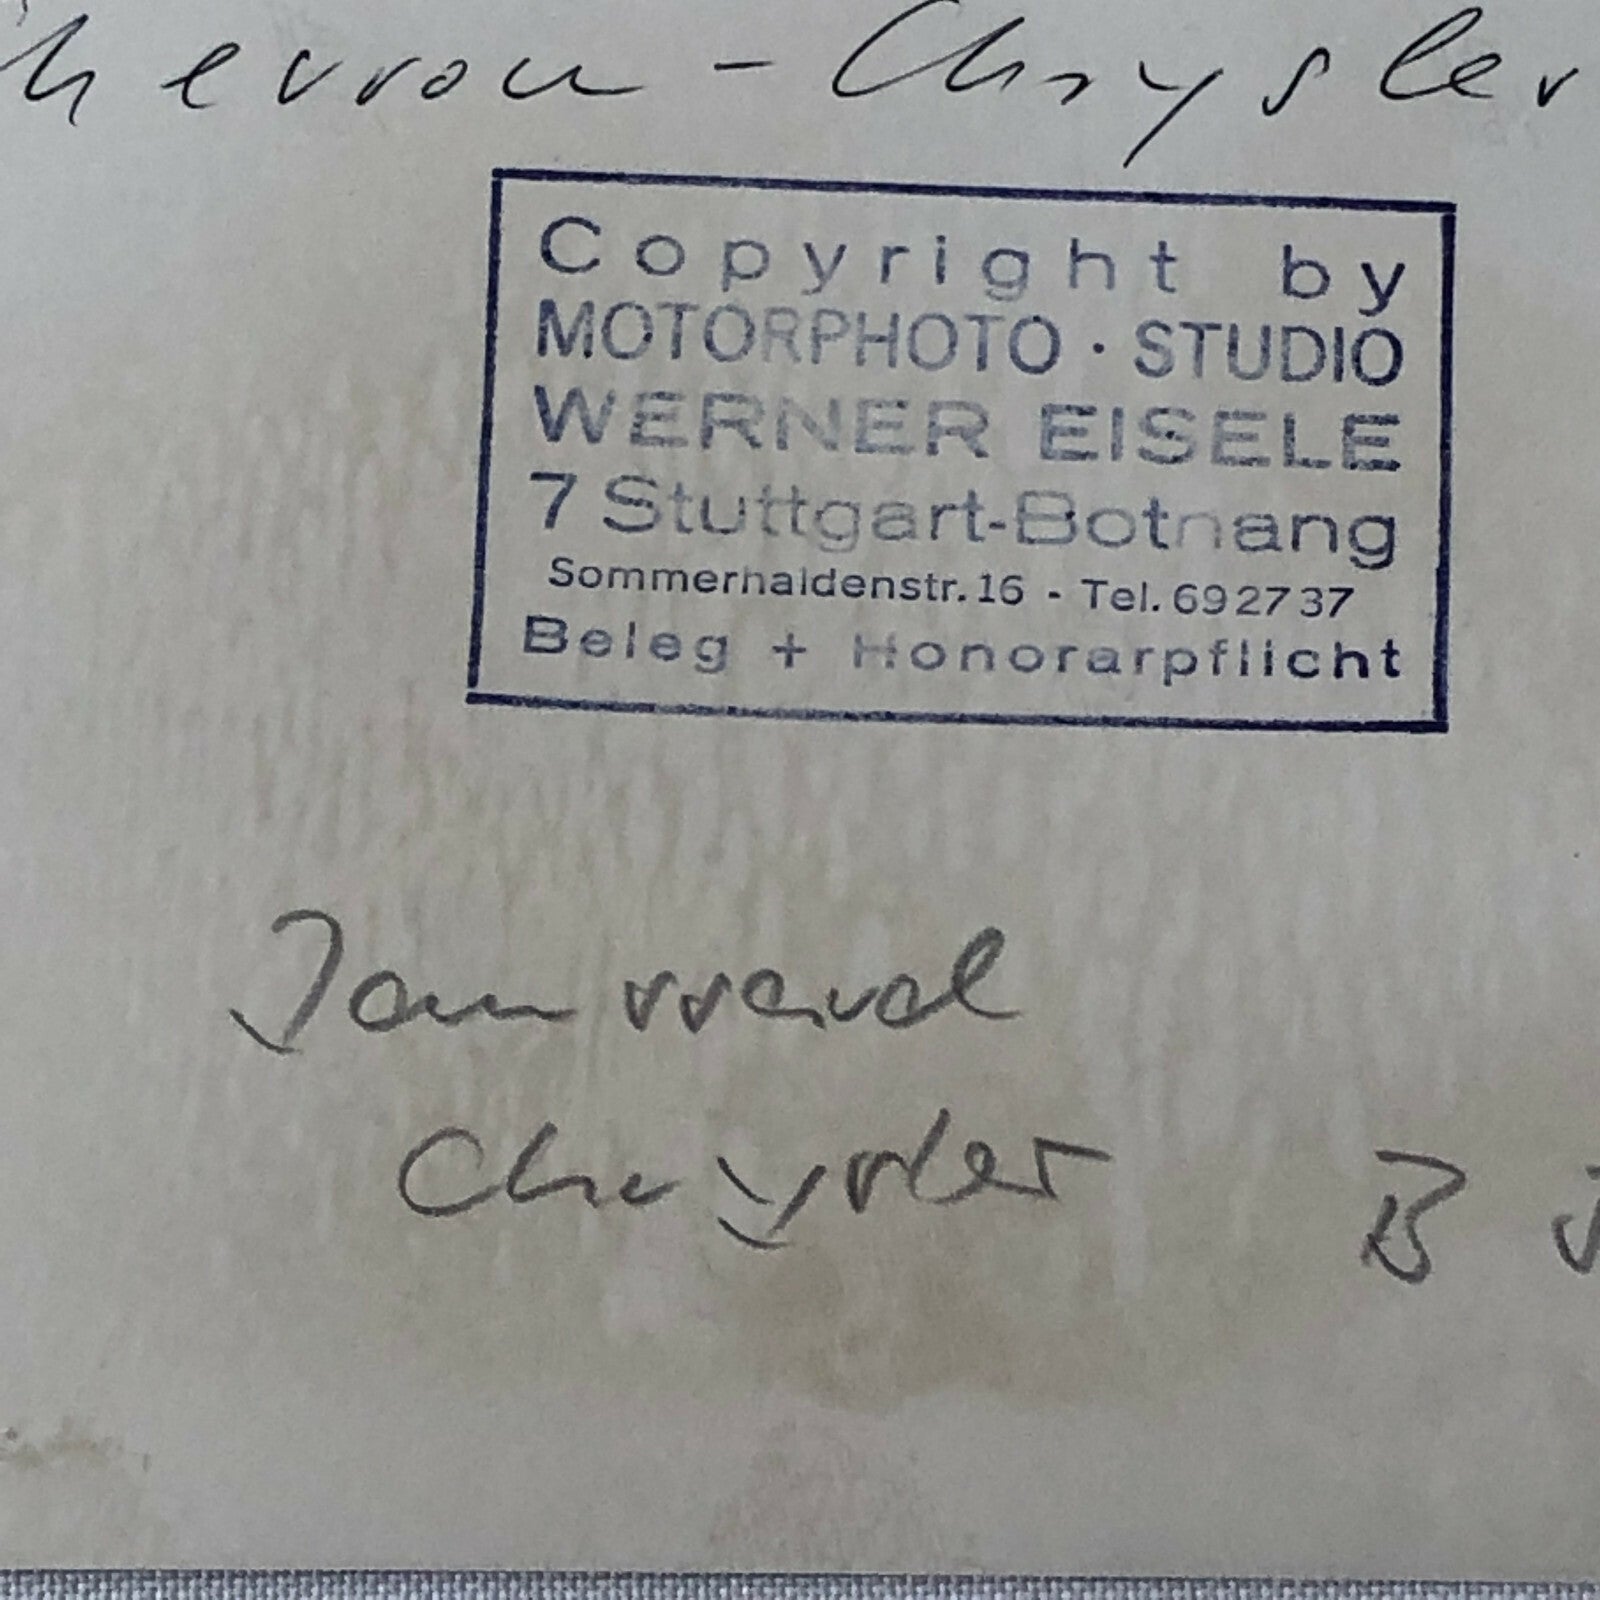 hevron - Chrysler
Copyright by
MOTORPHOTO · STUDIO
WERNER EISELE
7 Stuttgart-Botnang
Sommerhaldenstr. 16 - Tel. 69 27 37
Beleg + Honorarpflicht
Chrysler B